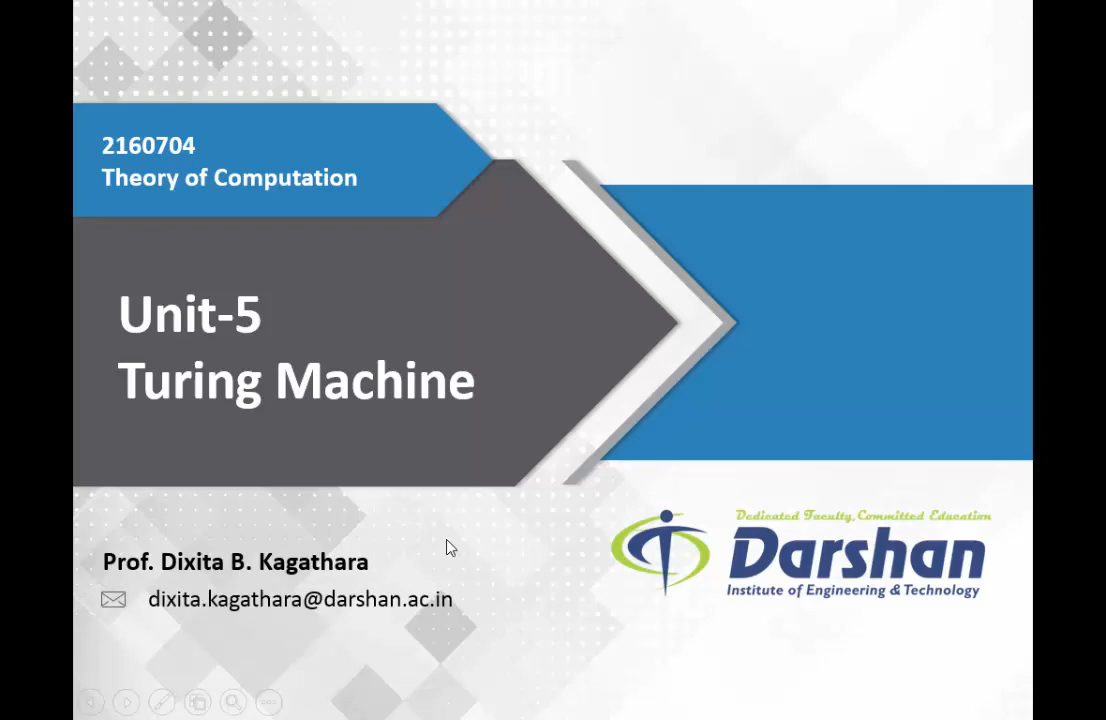 2160704
Theory of Computation
Unit-5
Turing Machine
Prof. Dixita B. Kagathara
dixita.kagathara@darshan.ac.in
Dedicated Faculty, Committed Education
Darshan
Institute of Engineering & Technology